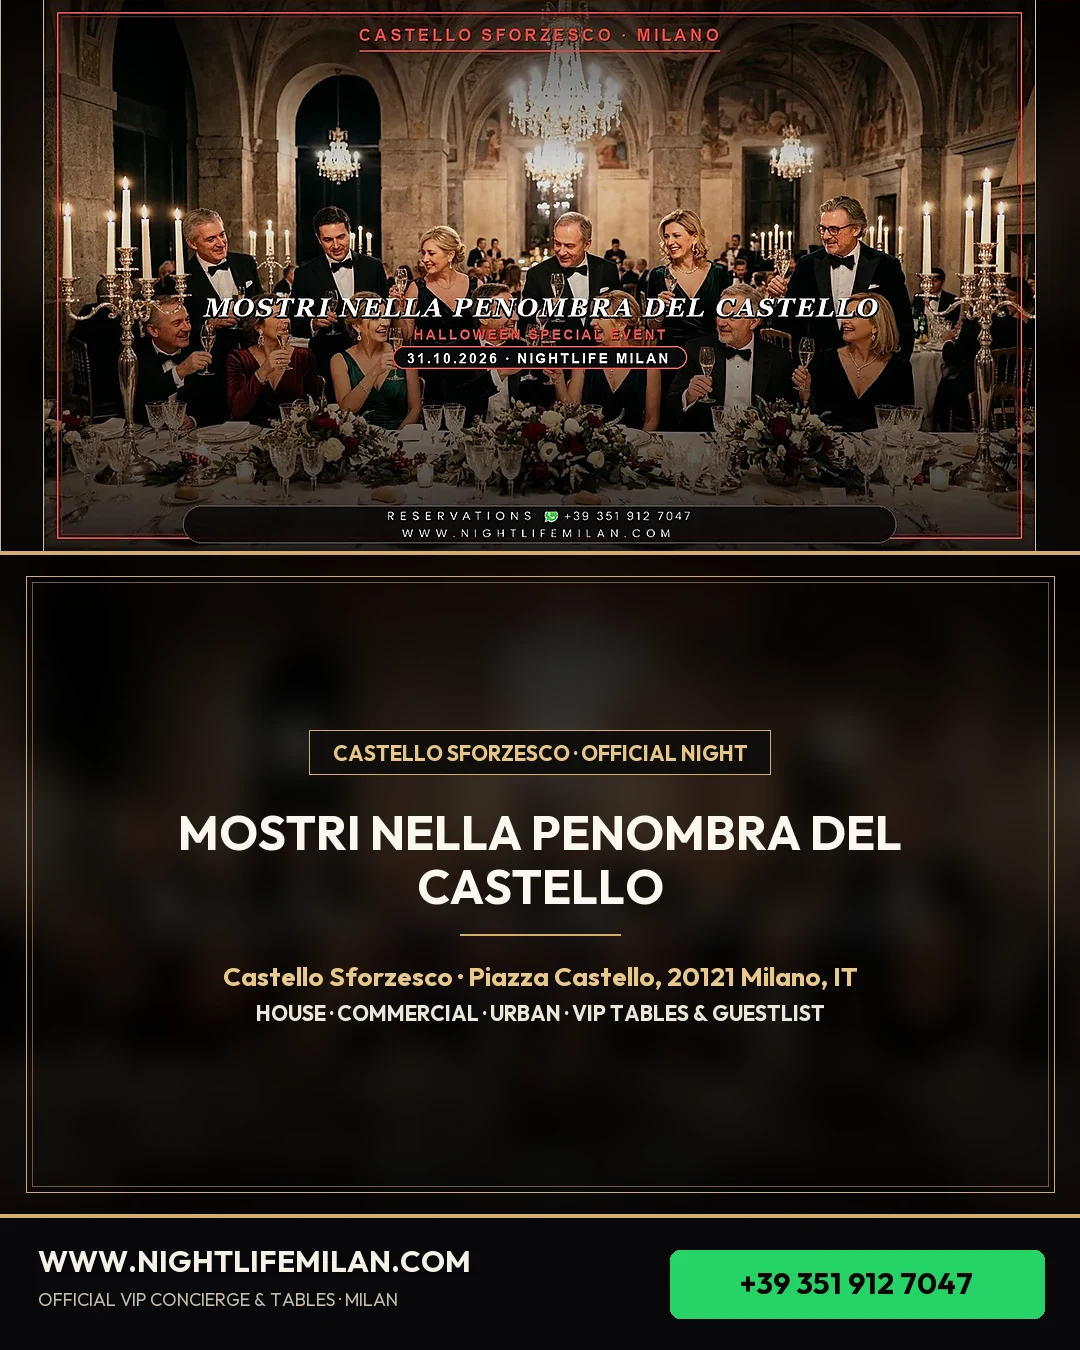 CASTELLO SFORZESCO · MILANO
MOSTRI NELLA PENOMBRA DEL CASTELLO
HALLOWEEN SPECIAL EVENT
31.10.2026 · NIGHTLIFE MILAN
RESERVATIONS +39 351 912 7047
WWW.NIGHTLIFEMILAN.COM
CASTELLO SFORZESCO · OFFICIAL NIGHT
MOSTRI NELLA PENOMBRA DEL
CASTELLO
Castello Sforzesco · Piazza Castello, 20121 Milano, IT
HOUSE · COMMERCIAL · URBAN · VIP TABLES & GUESTLIST
WWW.NIGHTLIFEMILAN.COM
OFFICIAL VIP CONCIERGE & TABLES · MILAN
+39 351 912 7047